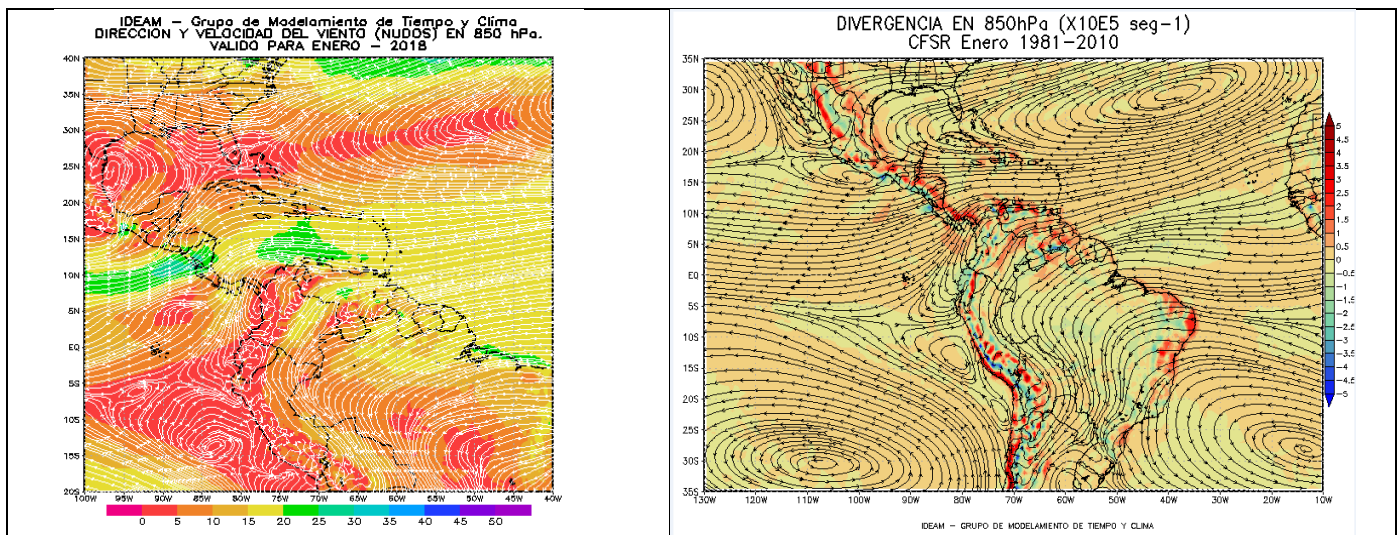 IDEAM – Grupo de Modelamiento de Tiempo y Clima
DIRECCION Y VELOCIDAD DEL VIENTO (NUDOS) EN 850 hPa.
VALIDO PARA ENERO – 2018
40N
35N
30N
25N
20N
15N
10N
5N
EQ
5S
10S
15S
20S
100W 95W 90W 85W 80W 75W 70W 65W 60W 55W 50W 45W 40W
0 5 10 15 20 25 30 35 40 45 50
DIVERGENCIA EN 850hPa (X10E5 seg-1)
CFSR Enero 1981-2010
35N
30N
25N
20N
15N
10N
5N
EQ
5S
10S
15S
20S
25S
30S
35S
130W 120W 110W 100W 90W 80W 70W 60W 50W 40W 30W 20W 10W
5
4.5
4
3.5
3
2.5
2
1.5
1
0.5
-0.5
-1
-1.5
-2
-2.5
-3
-3.5
-4
-4.5
-5
IDEAM – GRUPO DE MODELAMIENTO DE TIEMPO Y CLIMA